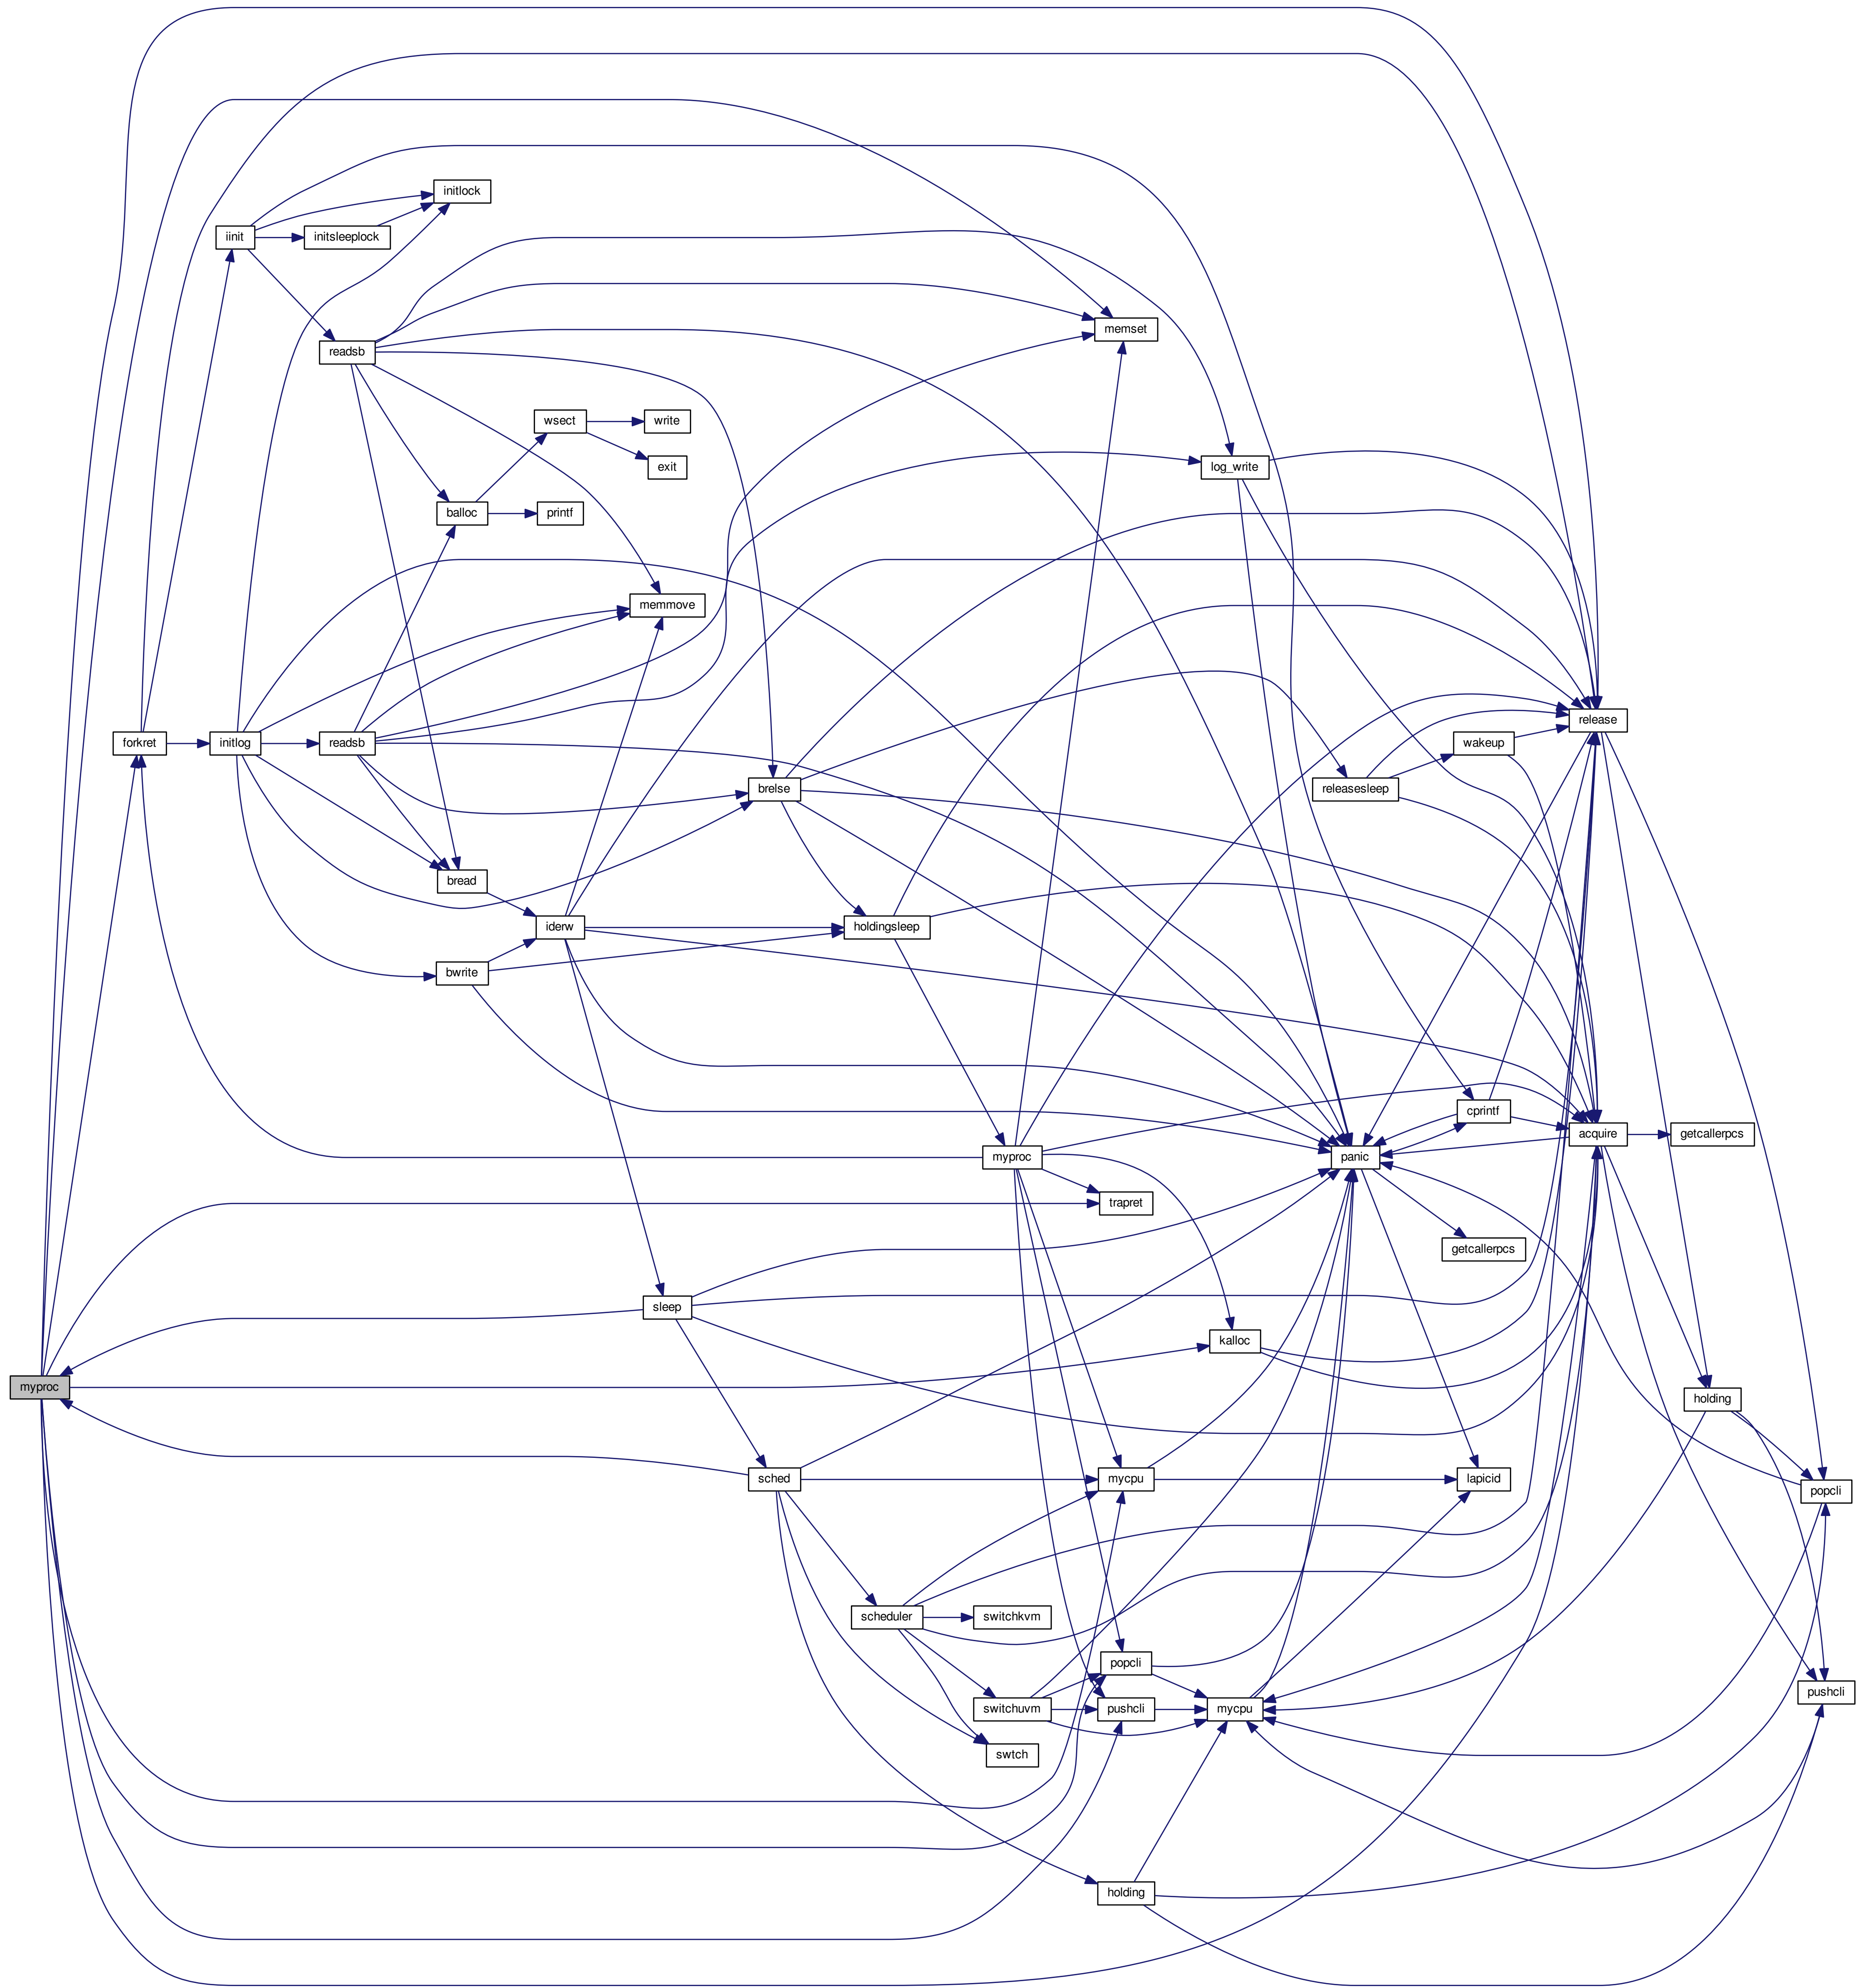 initlock
iinit
initsleeplock
memset
readsb
wsect
write
log_write
exit
balloc
printf
memmove
release
forkret
initlog
readsb
wakeup
brelse
releasesleep
bread
iderw
holdingsleep
bwrite
cprintf
acquire
getcallerpcs
myproc
panic
trapret
getcallerpcs
sleep
kalloc
myproc
holding
sched
mycpu
lapicid
popcli
scheduler
switchkvm
popcli
pushcli
switchuvm
pushcli
mycpu
swtch
holding